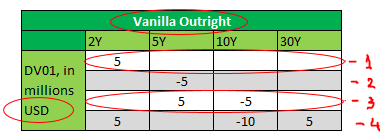 Vanilla Outright
2Y 5Y 10Y 30Y
5 - 1
DV01, in -5 - 2
millions
USD 5 -5 - 3
5 -10 5 - 4